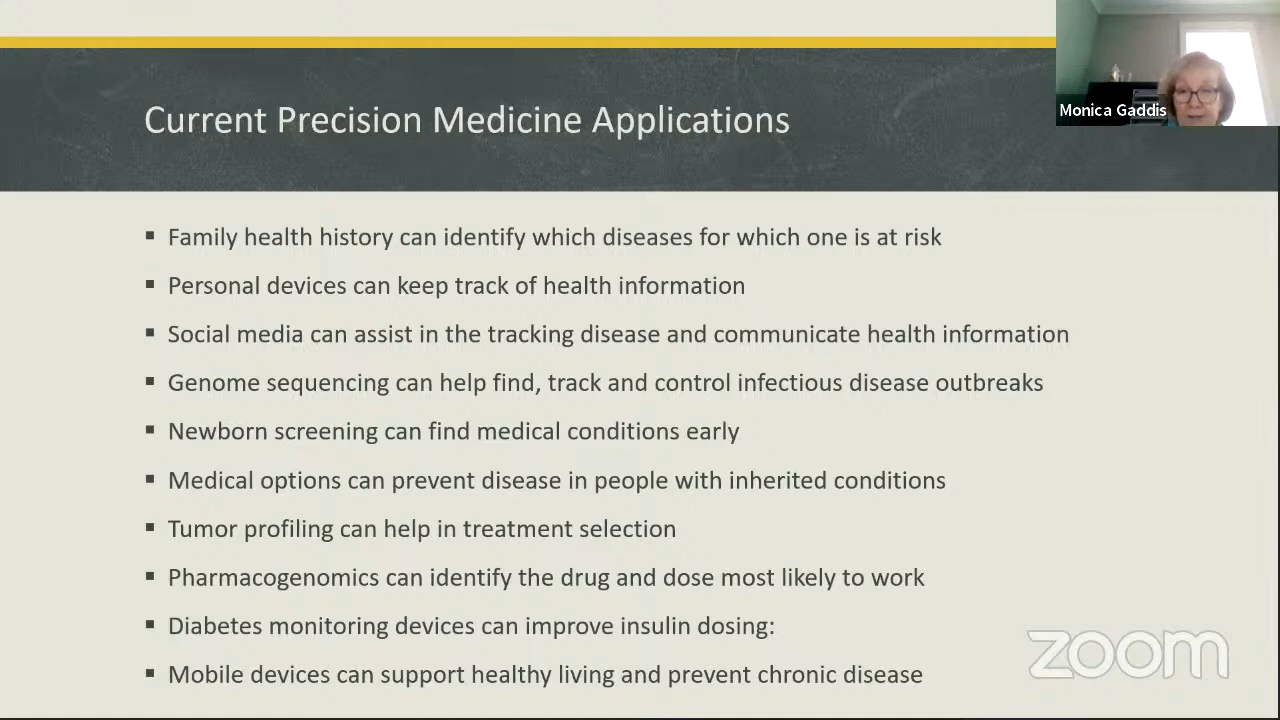 Current Precision Medicine Applications
Monica Gaddis
▪ Family health history can identify which diseases for which one is at risk
▪ Personal devices can keep track of health information
▪ Social media can assist in the tracking disease and communicate health information
▪ Genome sequencing can help find, track and control infectious disease outbreaks
▪ Newborn screening can find medical conditions early
▪ Medical options can prevent disease in people with inherited conditions
▪ Tumor profiling can help in treatment selection
▪ Pharmacogenomics can identify the drug and dose most likely to work
▪ Diabetes monitoring devices can improve insulin dosing:
▪ Mobile devices can support healthy living and prevent chronic disease
zoom